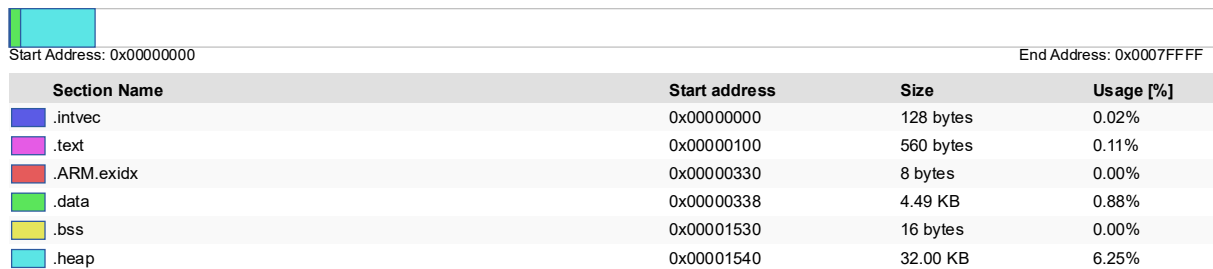 Start Address: 0x00000000 End Address: 0x0007FFFF
Section Name Start address Size Usage [%]
.intvec 0x00000000 128 bytes 0.02%
.text 0x00000100 560 bytes 0.11%
.ARM.exidx 0x00000330 8 bytes 0.00%
.data 0x00000338 4.49 KB 0.88%
.bss 0x00001530 16 bytes 0.00%
.heap 0x00001540 32.00 KB 6.25%